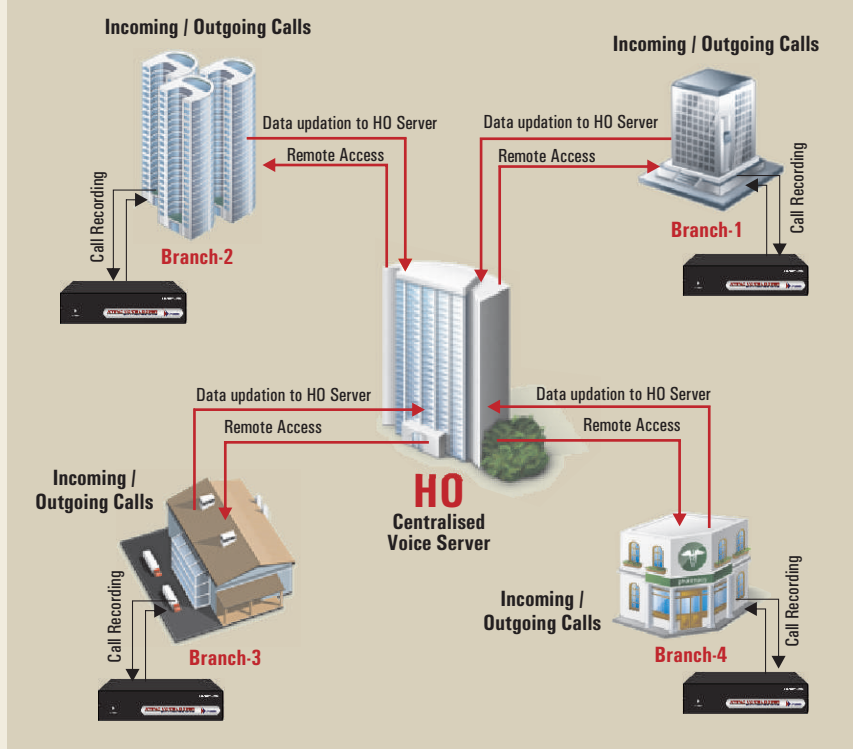 Incoming / Outgoing Calls
Incoming / Outgoing Calls
Data updation to HO Server
Remote Access
Data updation to HO Server
Remote Access
Call Recording
Branch-2
Call Recording
Branch-1
Data updation to HO Server
Remote Access
Data updation to HO Server
Remote Access
HO
Centralised
Voice Server
Incoming /
Outgoing Calls
Call Recording
Branch-3
pharmacy
Incoming /
Outgoing Calls
Call Recording
Branch-4